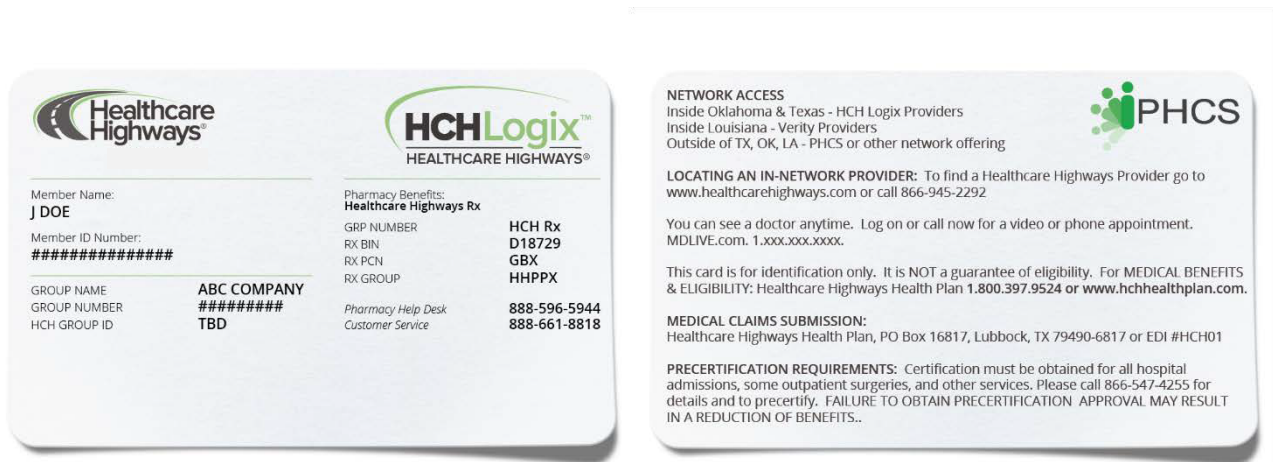 Healthcare
Highways®
HCHLogix™
HEALTHCARE HIGHWAYS®
Member Name:
J DOE
Member ID Number:
###############
GROUP NAME ABC COMPANY
GROUP NUMBER #########
HCH GROUP ID TBD
Pharmacy Benefits:
Healthcare Highways Rx
GRP NUMBER HCH Rx
RX BIN D18729
RX PCN GBX
RX GROUP HHPPX
Pharmacy Help Desk 888-596-5944
Customer Service 888-661-8818
PHCS
NETWORK ACCESS
Inside Oklahoma & Texas - HCH Logix Providers
Inside Louisiana - Verity Providers
Outside of TX, OK, LA - PHCS or other network offering
LOCATING AN IN-NETWORK PROVIDER: To find a Healthcare Highways Provider go to
www.healthcarehighways.com or call 866-945-2292
You can see a doctor anytime. Log on or call now for a video or phone appointment.
MDLIVE.com. 1.xxx.xxx.xxxx.
This card is for identification only. It is NOT a guarantee of eligibility. For MEDICAL BENEFITS
& ELIGIBILITY: Healthcare Highways Health Plan 1.800.397.9524 or www.hchhealthplan.com.
MEDICAL CLAIMS SUBMISSION:
Healthcare Highways Health Plan, PO Box 16817, Lubbock, TX 79490-6817 or EDI #HCH01
PRECERTIFICATION REQUIREMENTS: Certification must be obtained for all hospital
admissions, some outpatient surgeries, and other services. Please call 866-547-4255 for
details and to precertify. FAILURE TO OBTAIN PRECERTIFICATION APPROVAL MAY RESULT
IN A REDUCTION OF BENEFITS..